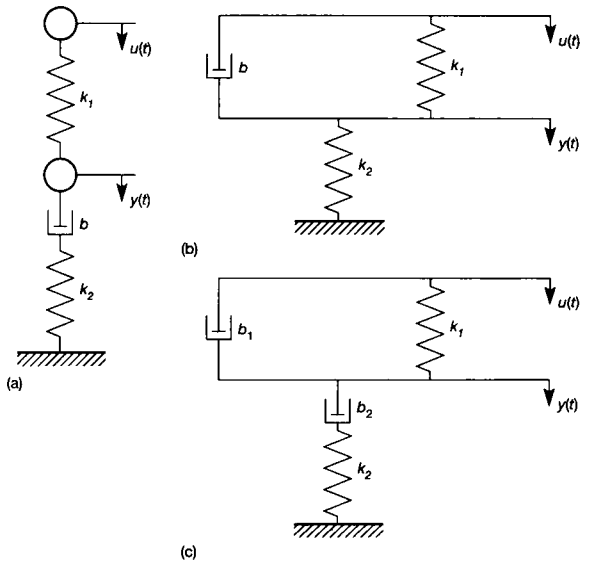 u(t)
k1
y(t)
b
k2
(a)
u(t)
b
k1
y(t)
k2
(b)
u(t)
b1
k1
y(t)
b2
k2
(c)